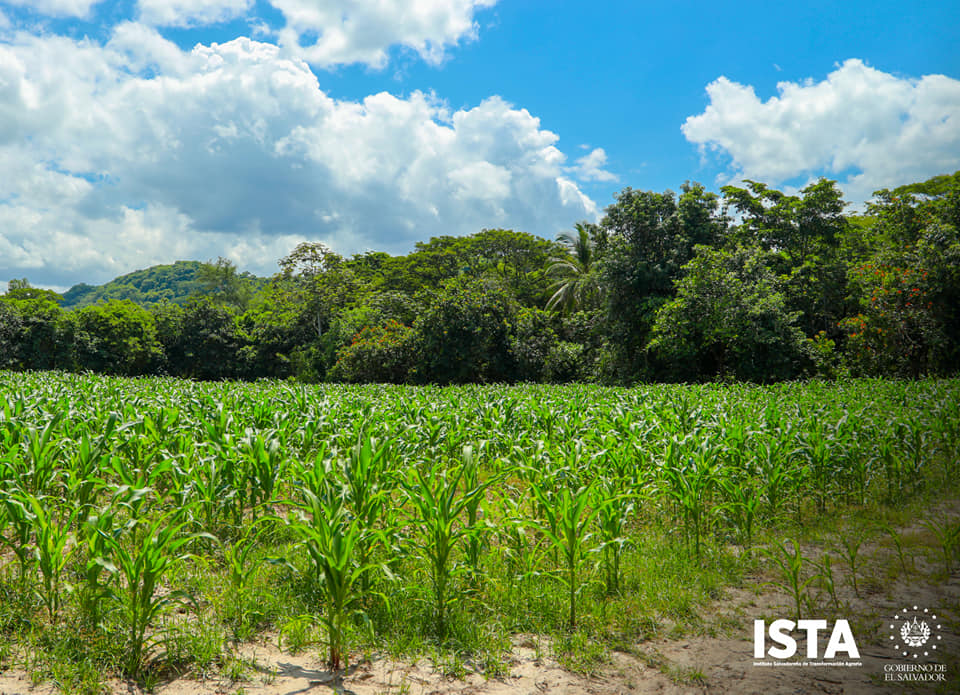 ISTA
Instituto Salvadoreño de Transformación Agraria
GOBIERNO DE
EL SALVADOR